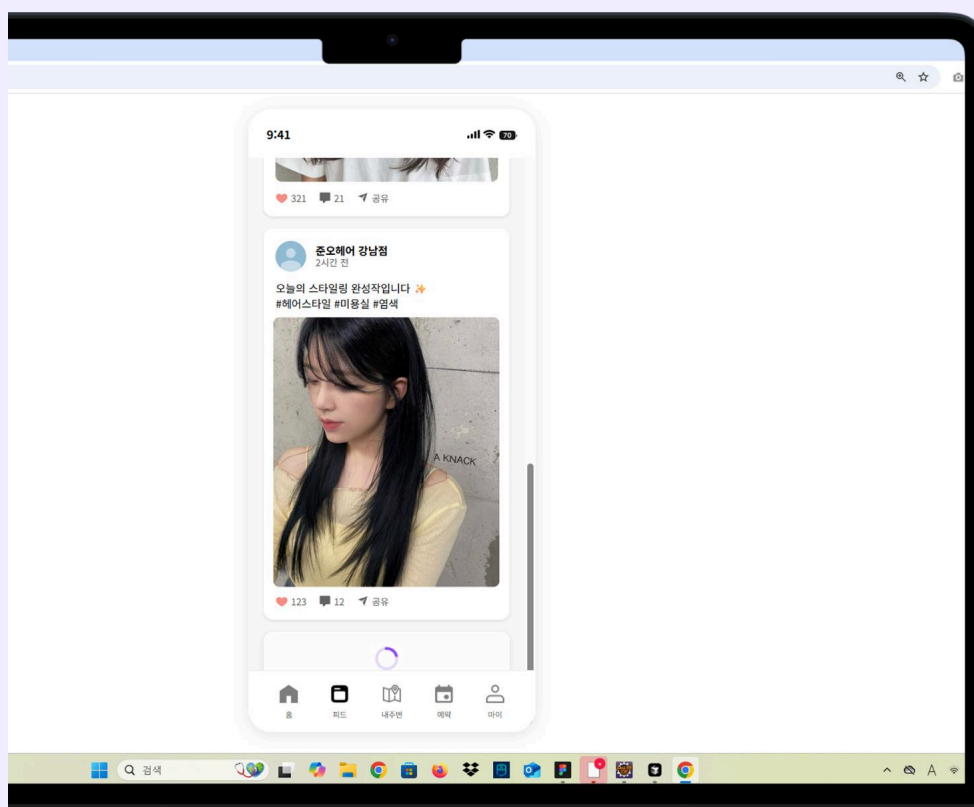 9:41
70
321
21
공유
준오헤어 강남점
2시간 전
오늘의 스타일링 완성작입니다 ✨
#헤어스타일 #미용실 #염색
A KNACK
123
12
공유
홈
피드
내주변
예약
마이
검색
A